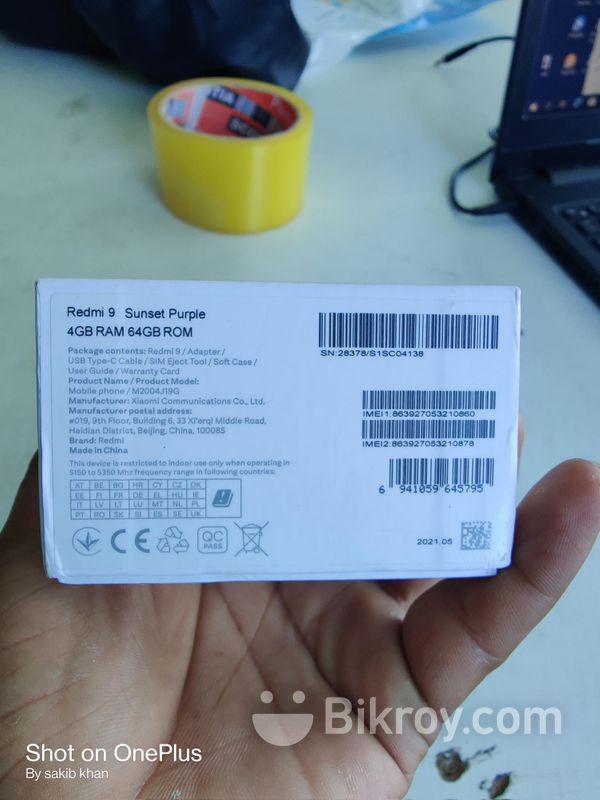 TIA
Redmi 9 Sunset Purple
4GB RAM 64GB ROM
Package contents: Redmi 9 / Adapter /
USB Type-C Cable / SIM Eject Tool / Soft Case /
User Guide / Warranty Card
Product Name / Product Model:
Mobile phone / M2004J19G
Manufacturer: Xiaomi Communications Co., Ltd.
Manufacturer postal address:
#019, 9th Floor, Building 6, 33 Xi'erqi Middle Road,
Haidian District, Beijing, China, 100085
Brand: Redmi
Made in China
This device is restricted to indoor use only when operating in
5150 to 5350 Mhz frequency range in following countries:
AT BE BG HR CY CZ DK
EE FI FR DE EL HU IE
IT LV LT LU MT NL PL
PT RO SK SI ES SE UK
CE
QC
PASS
SN:28378/S1SC04138
IMEI1:863927053210860
IMEI2:863927053210878
6 941059 645795
2021.05
Bikroy.com
Shot on OnePlus
By sakib khan